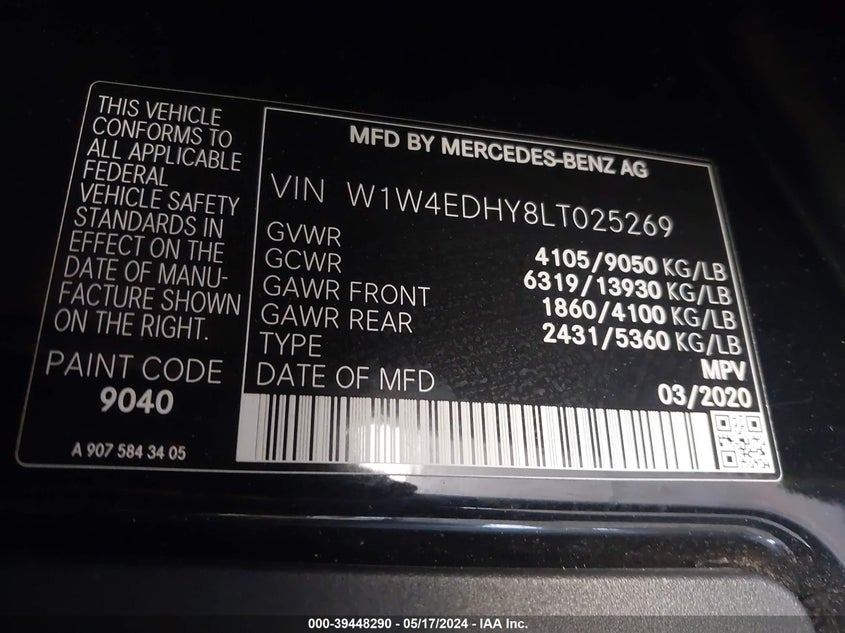 THIS VEHICLE
CONFORMS TO
ALL APPLICABLE
FEDERAL
VEHICLE SAFETY
STANDARDS IN
EFFECT ON THE
DATE OF MANU-
FACTURE SHOWN
ON THE RIGHT.
PAINT CODE
9040
A 907 584 34 05
MFD BY MERCEDES-BENZ AG
VIN W1W4EDHY8LT025269
GVWR 4105/9050 KG/LB
GCWR 6319/13930 KG/LB
GAWR FRONT 1860/4100 KG/LB
GAWR REAR 2431/5360 KG/LB
TYPE MPV
DATE OF MFD 03/2020
000-39448290 - 05/17/2024 - IAA Inc.